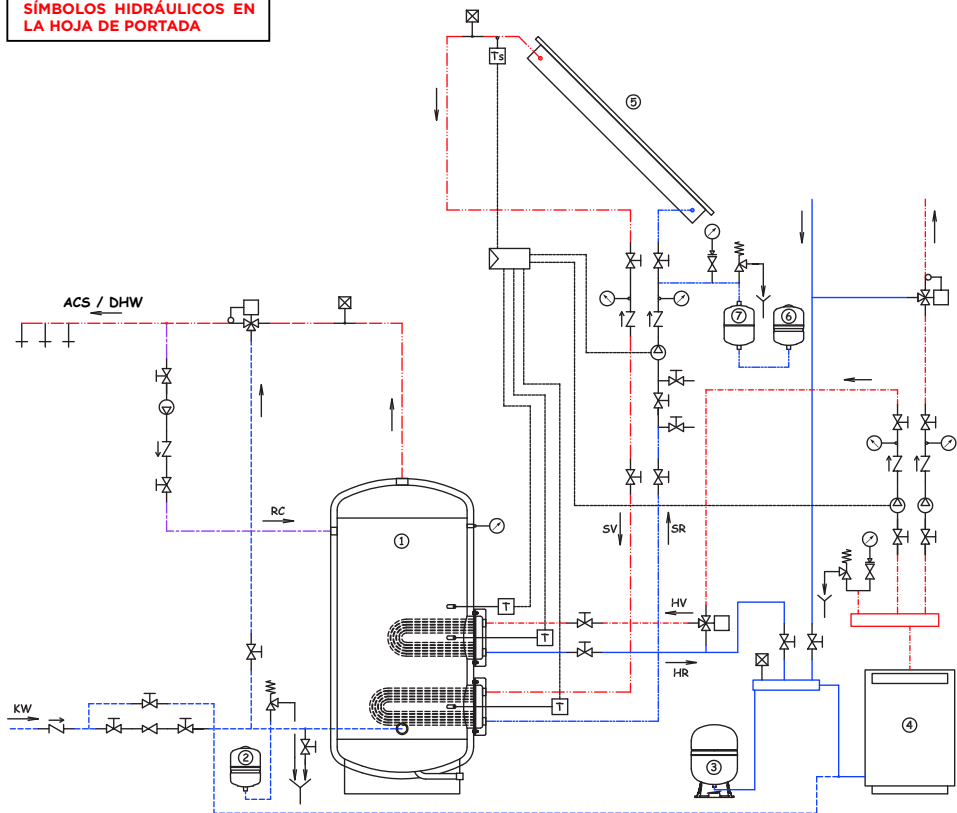 SÍMBOLOS HIDRÁULICOS EN
LA HOJA DE PORTADA
Ts
5
ACS / DHW
7
6
RC
1
SV
SR
T
HV
T
HR
T
KW
2
3
4